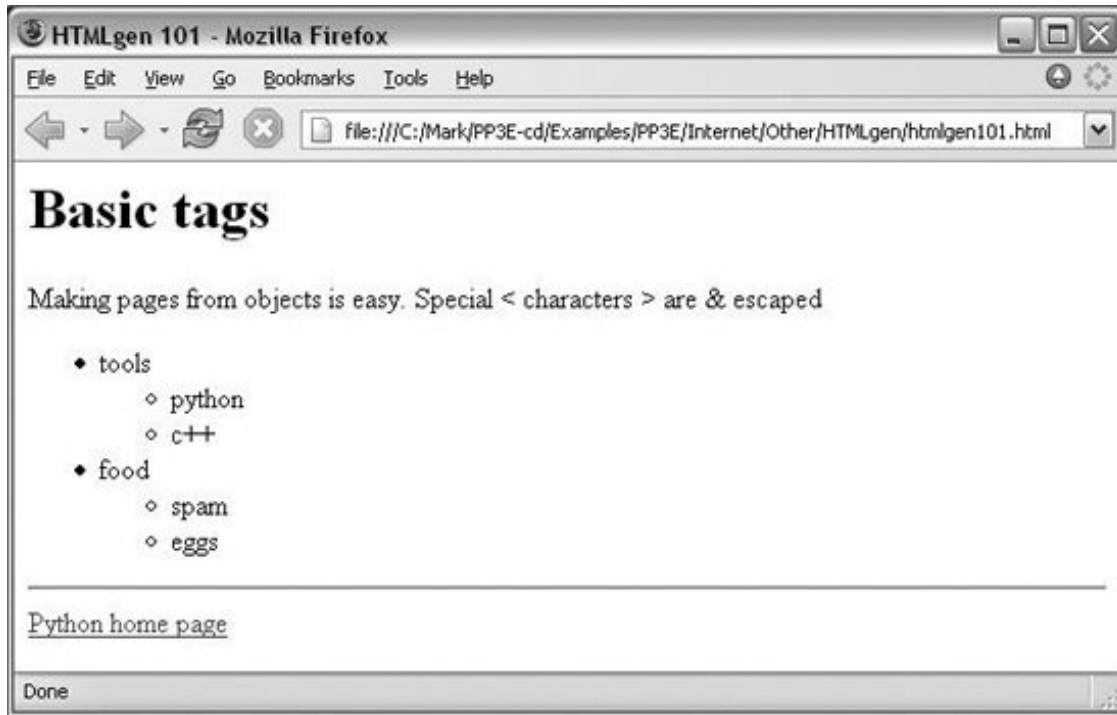 HTMLgen 101 - Mozilla Firefox
File Edit View Go Bookmarks Tools Help
file:///C:/Mark/PP3E-cd/Examples/PP3E/Internet/Other/HTMLgen/htmlgen101.html
Basic tags
Making pages from objects is easy. Special < characters > are & escaped
tools
python
c++
food
spam
eggs
Python home page
Done